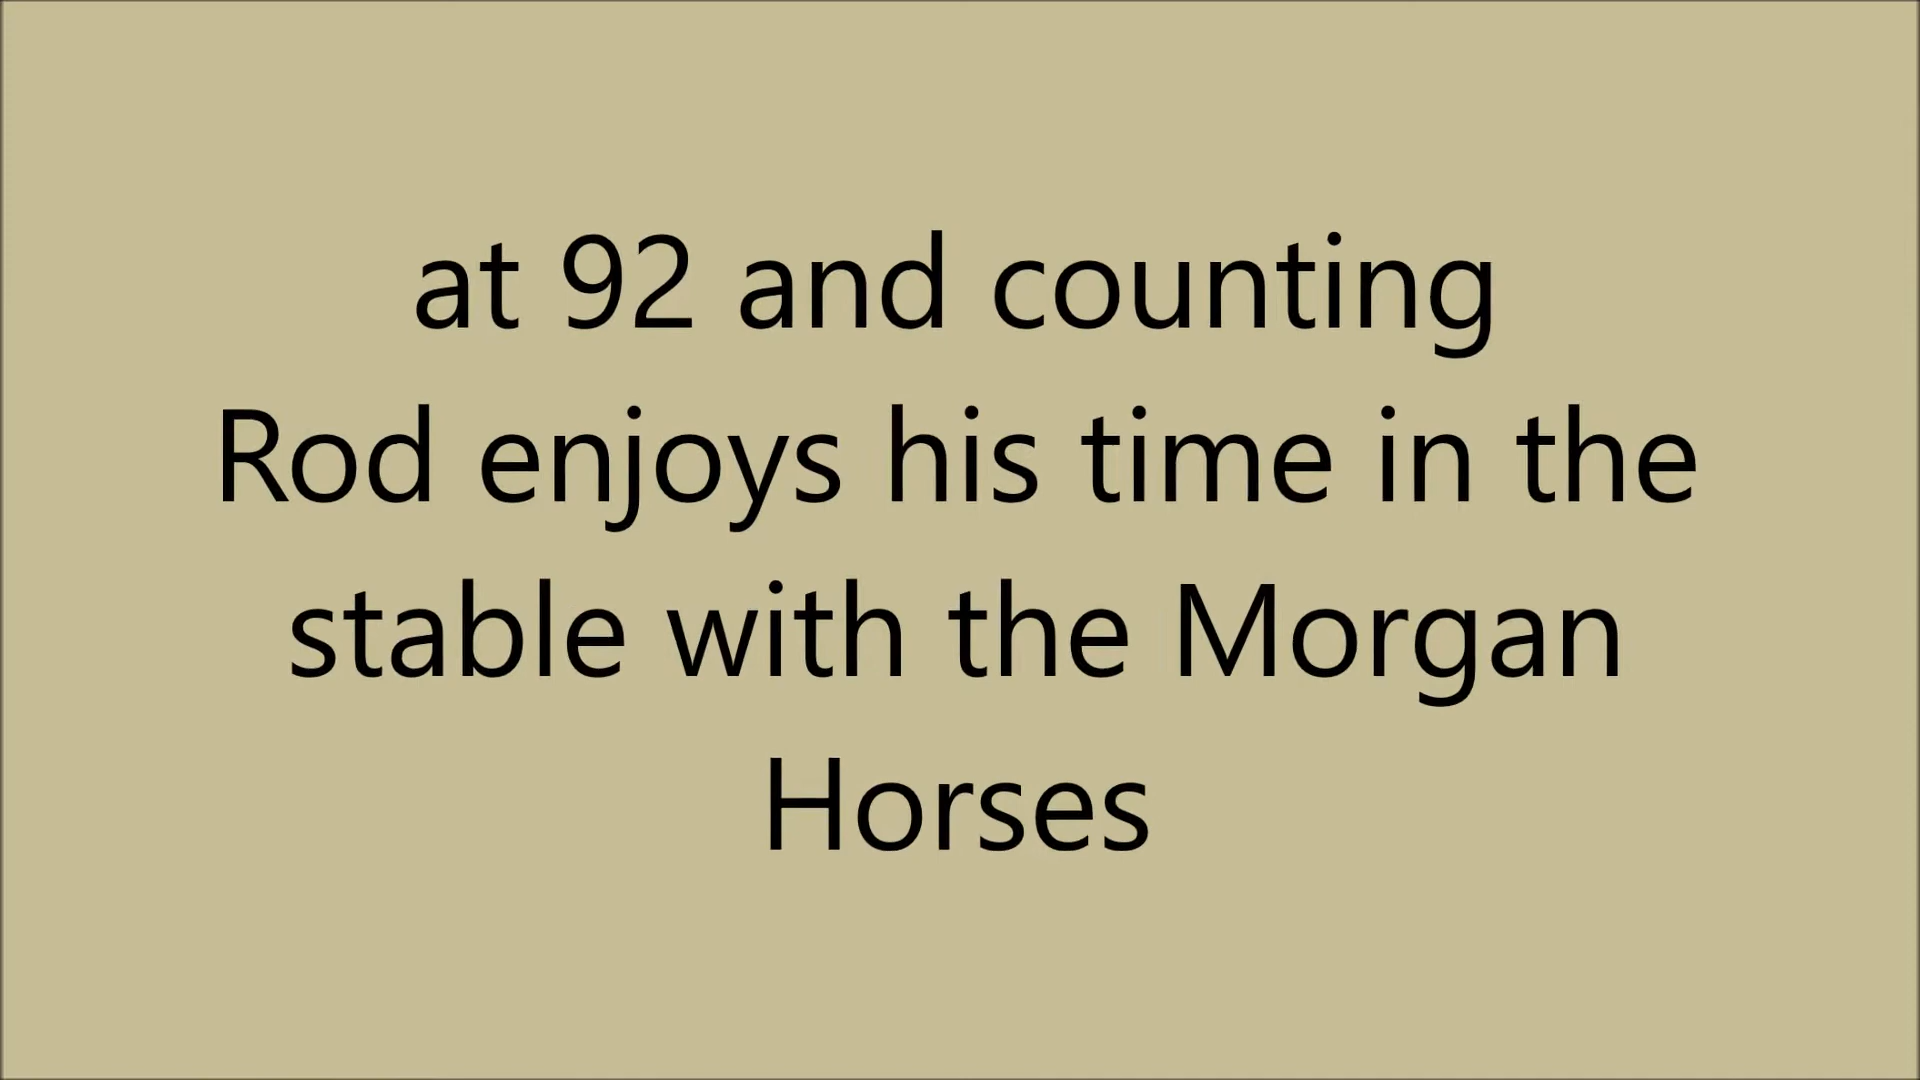 at 92 and counting
Rod enjoys his time in the
stable with the Morgan
Horses